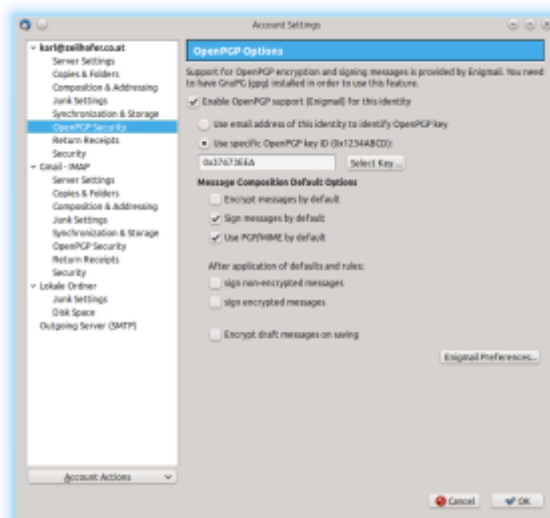 Account Settings
karl@zeilhofer.co.at
Server Settings
Copies & Folders
Composition & Addressing
Junk Settings
Synchronization & Storage
OpenPGP Security
Return Receipts
Security
Gmail - IMAP
Server Settings
Copies & Folders
Composition & Addressing
Junk Settings
Synchronization & Storage
OpenPGP Security
Return Receipts
Security
Lokale Ordner
Junk Settings
Disk Space
Outgoing Server (SMTP)
Account Actions
OpenPGP Options
Support for OpenPGP encryption and signing messages is provided by Enigmail. You need
to have GnuPG (gpg) installed in order to use this feature.
Enable OpenPGP support (Enigmail) for this identity
Use email address of this identity to identify OpenPGP key
Use specific OpenPGP key ID (0x1234ABCD):
Select Key ...
Message Composition Default Options
Encrypt messages by default
Sign messages by default
Use PGP/MIME by default
After application of defaults and rules:
sign non-encrypted messages
sign encrypted messages
Encrypt draft messages on saving
Enigmail Preferences...
Cancel
OK